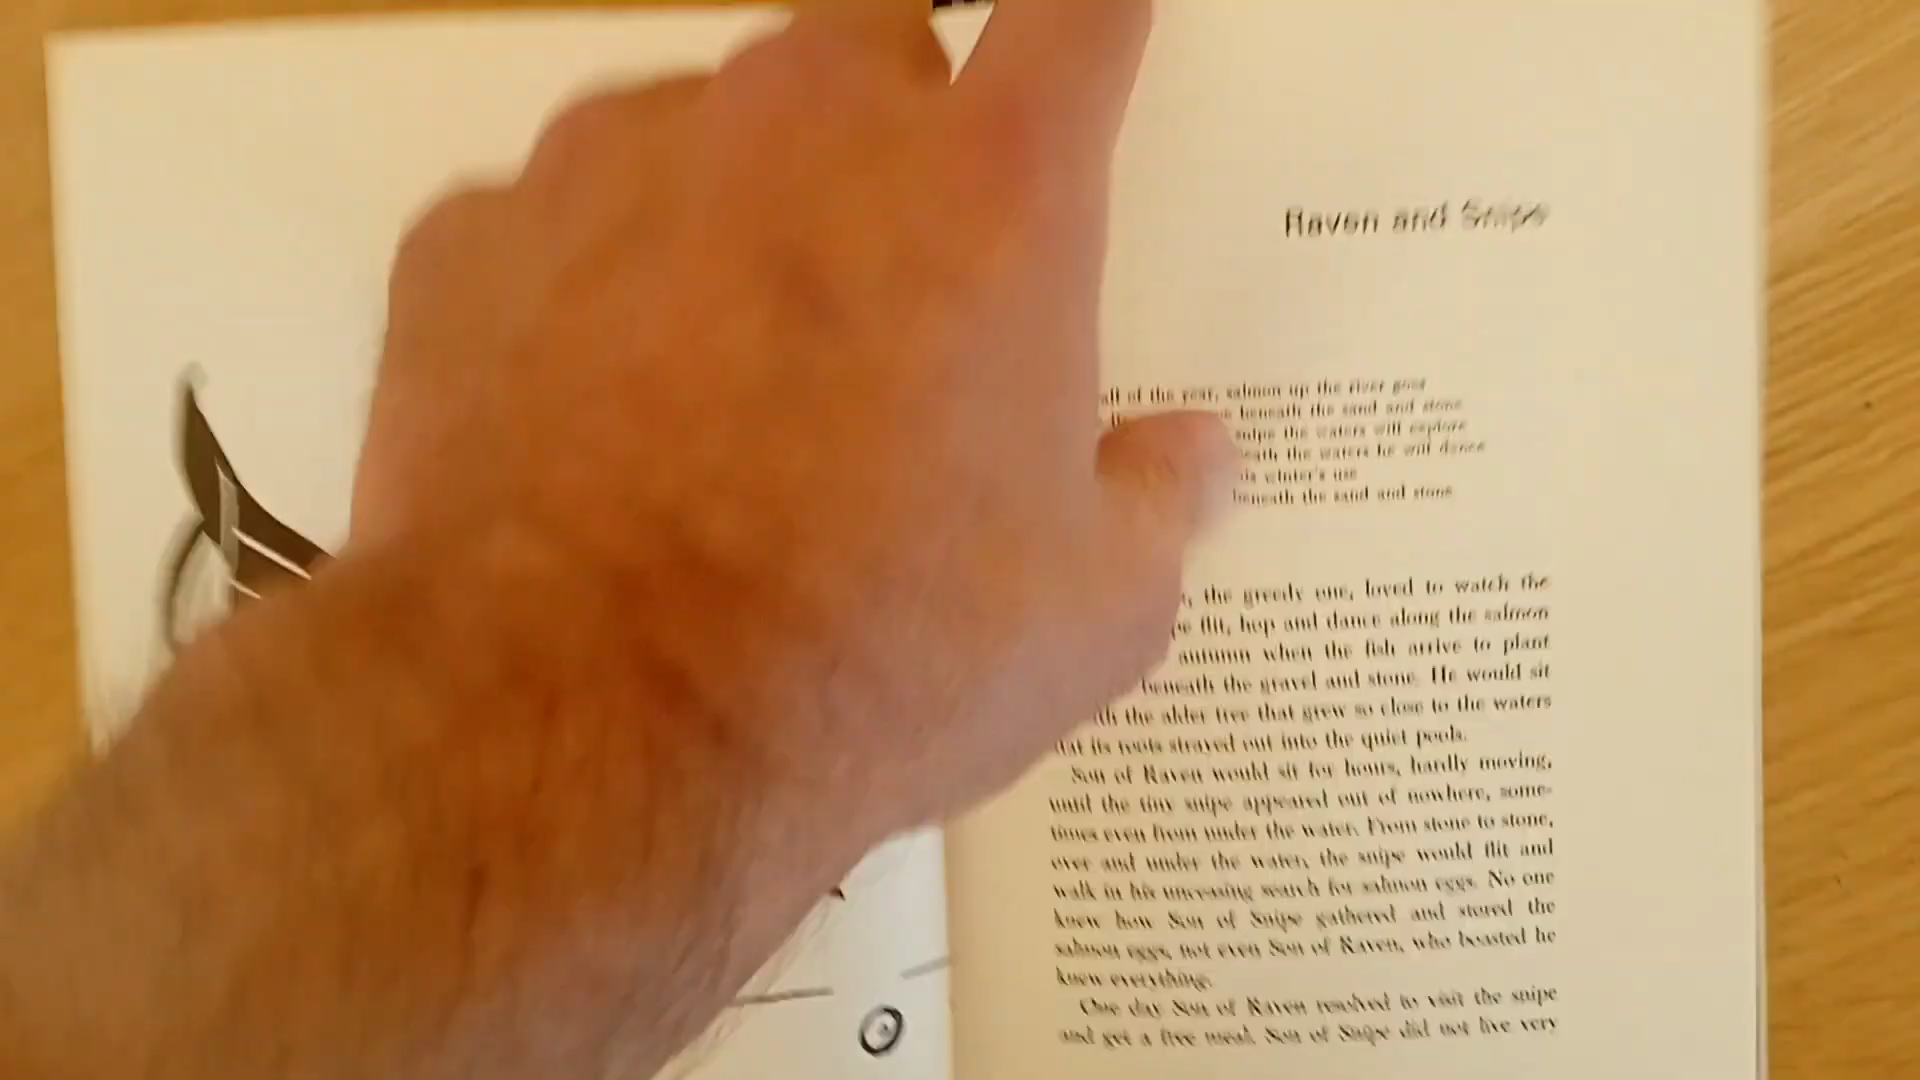 Raven and Snipe
all of the year, salmon up the river goes
beneath the sand and stone
snipe the waters will explore
the waters he will dance
winter's use
beneath the sand and stone
the greedy one, loved to watch the
flit, hop and dance along the salmon
autumn when the fish arrive to plant
beneath the gravel and stone. He would sit
the alder tree that grew so close to the waters
its roots strayed out into the quiet pools.
Son of Raven would sit for hours, hardly moving,
until the tiny snipe appeared out of nowhere, some-
times even from under the water. From stone to stone,
over and under the water, the snipe would flit and
walk in his unceasing search for salmon eggs. No one
knew how Son of Snipe gathered and stored the
salmon eggs, not even Son of Raven, who boasted he
knew everything.
One day Son of Raven resolved to visit the snipe
and get a free meal. Son of Snipe did not live very